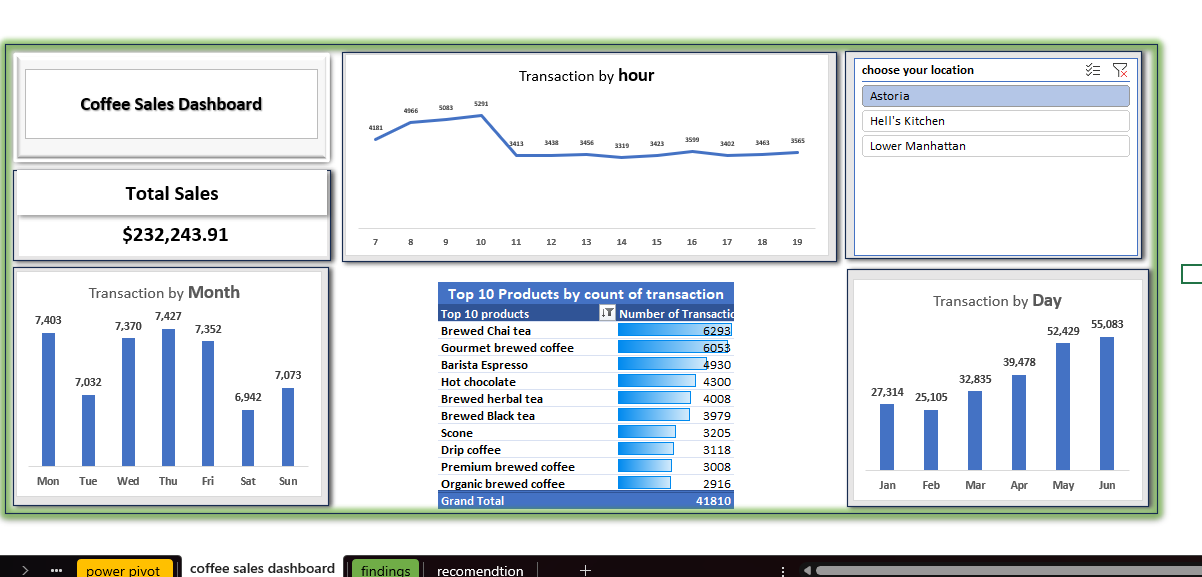 Coffee Sales Dashboard
Total Sales
$232,243.91
Transaction by hour
4181 4966 5083 5291 3413 3438 3456 3319 3423 3599 3402 3463 3565
7 8 9 10 11 12 13 14 15 16 17 18 19
choose your location
Astoria
Hell's Kitchen
Lower Manhattan
Transaction by Month
7,403 7,032 7,370 7,427 7,352 6,942 7,073
Mon Tue Wed Thu Fri Sat Sun
Top 10 Products by count of transaction
Top 10 products Number of Transactio
Brewed Chai tea 6293
Gourmet brewed coffee 6053
Barista Espresso 4930
Hot chocolate 4300
Brewed herbal tea 4008
Brewed Black tea 3979
Scone 3205
Drip coffee 3118
Premium brewed coffee 3008
Organic brewed coffee 2916
Grand Total 41810
Transaction by Day
27,314 25,105 32,835 39,478 52,429 55,083
Jan Feb Mar Apr May Jun
power pivot coffee sales dashboard findings recomendtion